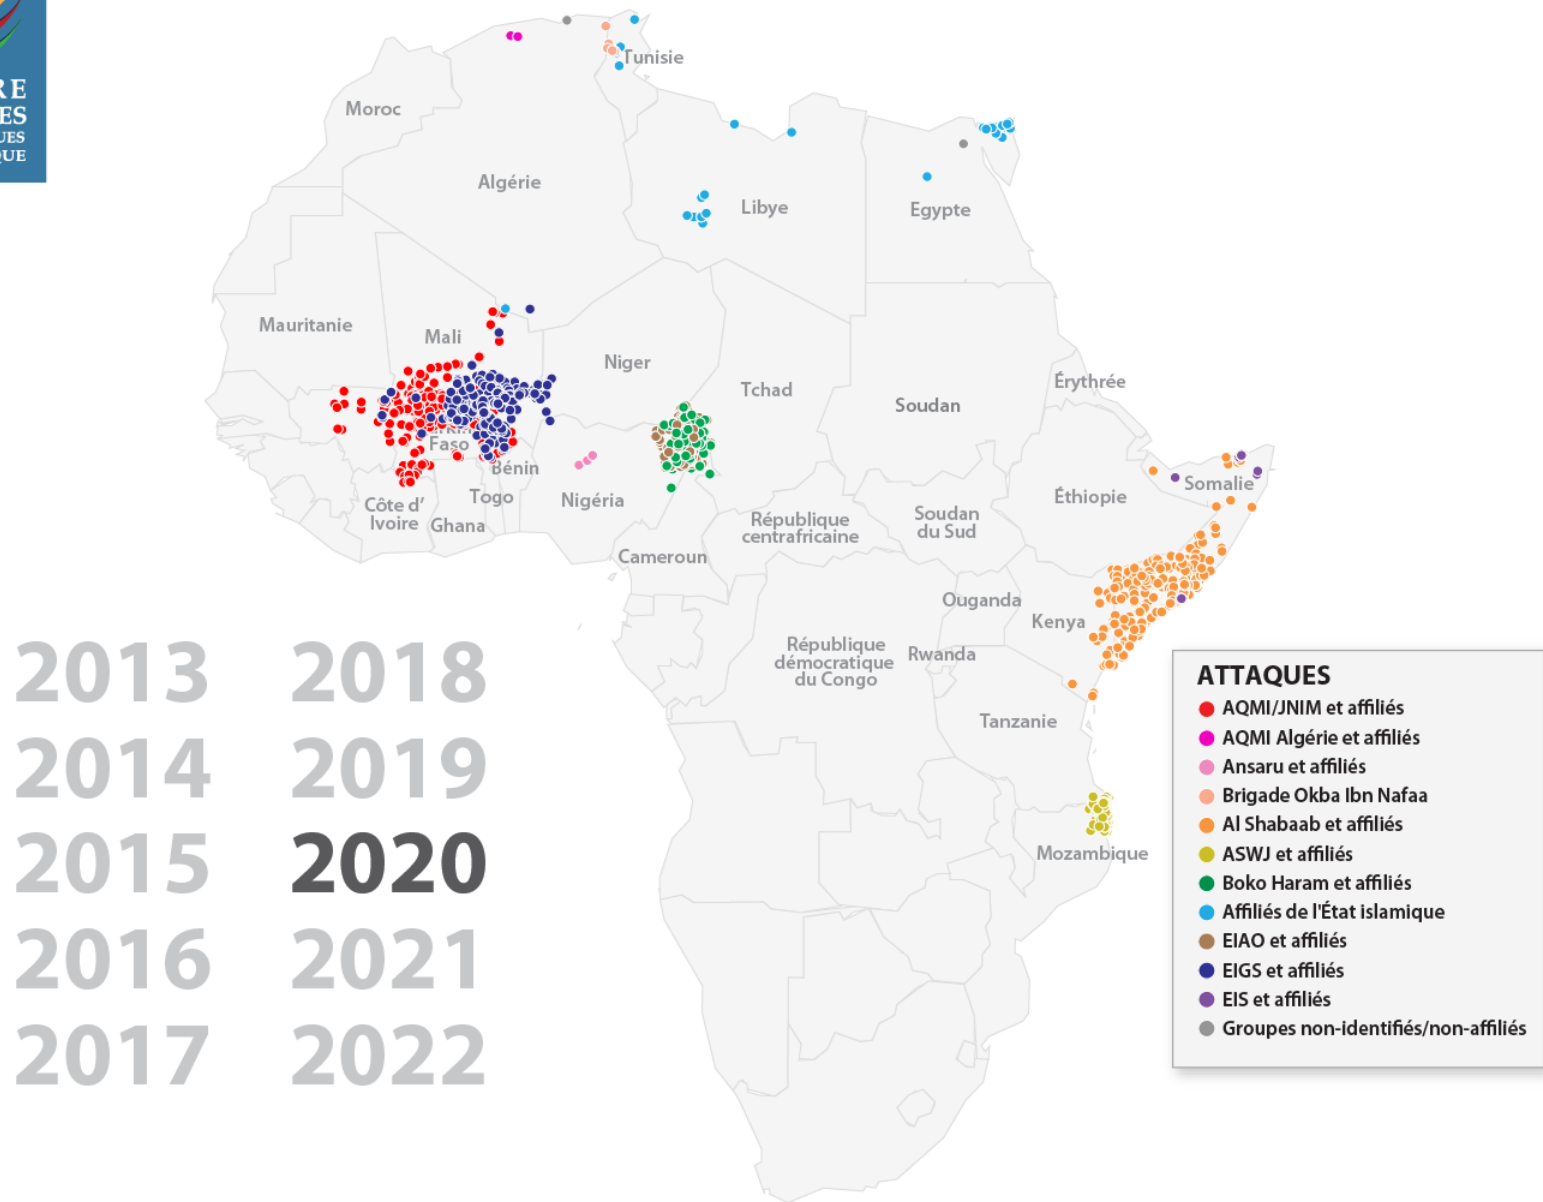 RE
ES
UES
QUE
Tunisie
Moroc
Algérie
Libye
Egypte
Mauritanie
Mali
Niger
Tchad
Soudan
Érythrée
Faso
Bénin
Togo
Nigéria
Côte d’
Ivoire
Ghana
Cameroun
République
centrafricaine
Soudan
du Sud
Éthiopie
Somalie
Ouganda
Kenya
République
démocratique
du Congo
Rwanda
Tanzanie
Mozambique
2013 2018
2014 2019
2015 2020
2016 2021
2017 2022
ATTAQUES
AQMI/JNIM et affiliés
AQMI Algérie et affiliés
Ansaru et affiliés
Brigade Okba Ibn Nafaa
Al Shabaab et affiliés
ASWJ et affiliés
Boko Haram et affiliés
Affiliés de l'État islamique
EIAO et affiliés
EIGS et affiliés
EIS et affiliés
Groupes non-identifiés/non-affiliés